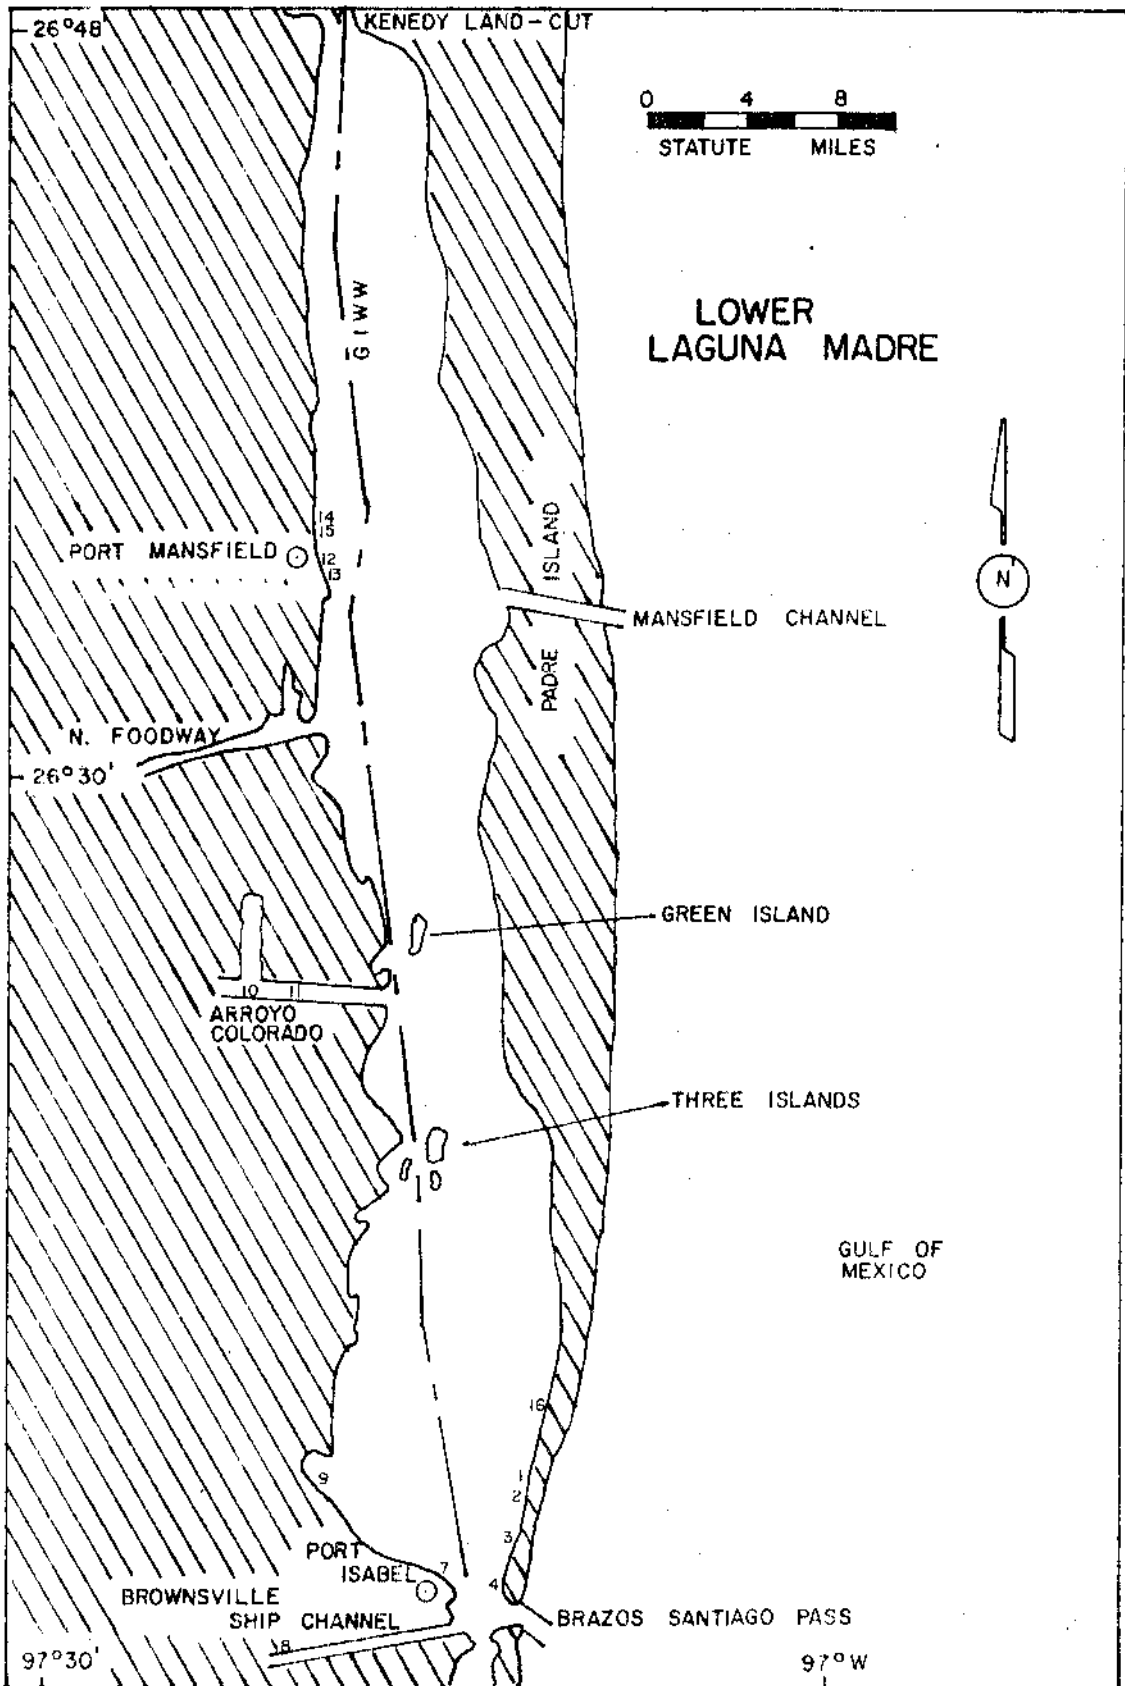 26°48'
KENEDY LAND-CUT
0 4 8
STATUTE MILES
GIWW
LOWER
LAGUNA MADRE
14
15
PORT MANSFIELD
12
13
ISLAND
PADRE
N
MANSFIELD CHANNEL
N. FOODWAY
26°30'
GREEN ISLAND
10 11
ARROYO
COLORADO
THREE ISLANDS
GULF OF
MEXICO
16
1
2
9
3
PORT
ISABEL
7
4
BROWNSVILLE
SHIP CHANNEL
BRAZOS SANTIAGO PASS
8
97°30'
97°W